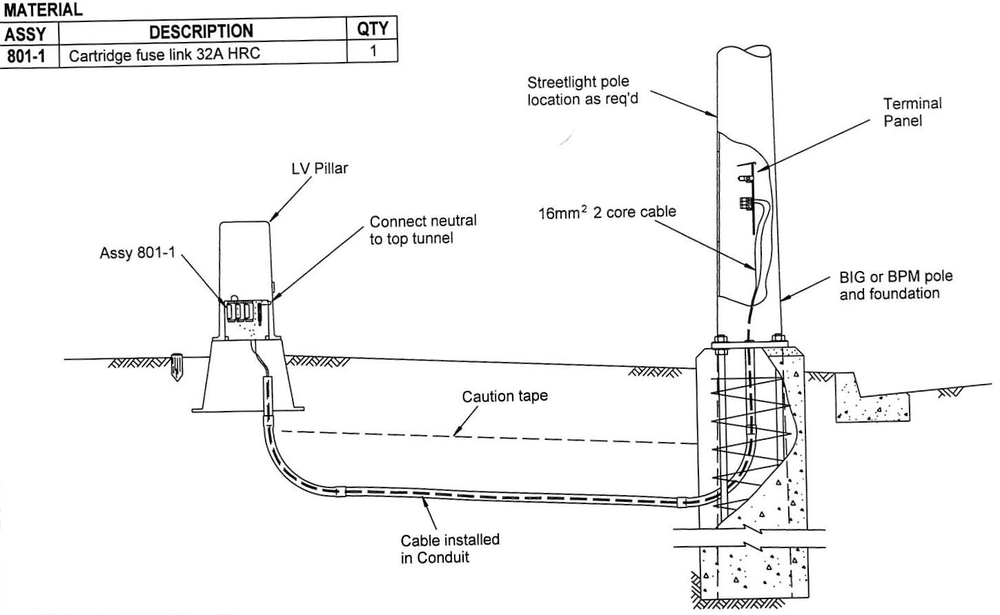 MATERIAL
ASSY DESCRIPTION QTY
801-1 Cartridge fuse link 32A HRC 1
Streetlight pole
location as req'd
Terminal
Panel
LV Pillar
16mm² 2 core cable
Connect neutral
to top tunnel
Assy 801-1
BIG or BPM pole
and foundation
Caution tape
Cable installed
in Conduit